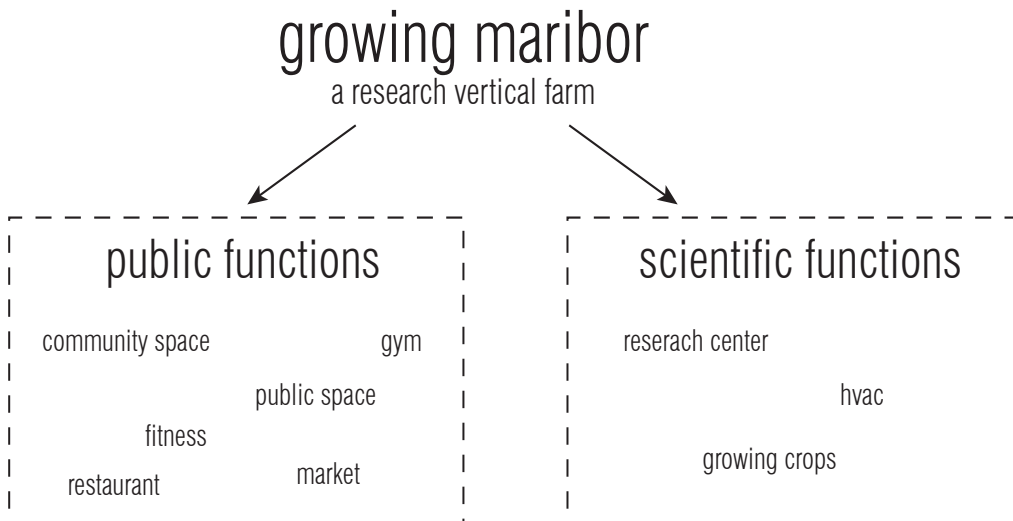 growing maribor
a research vertical farm
public functions
community space
gym
public space
fitness
market
restaurant
scientific functions
reserach center
hvac
growing crops